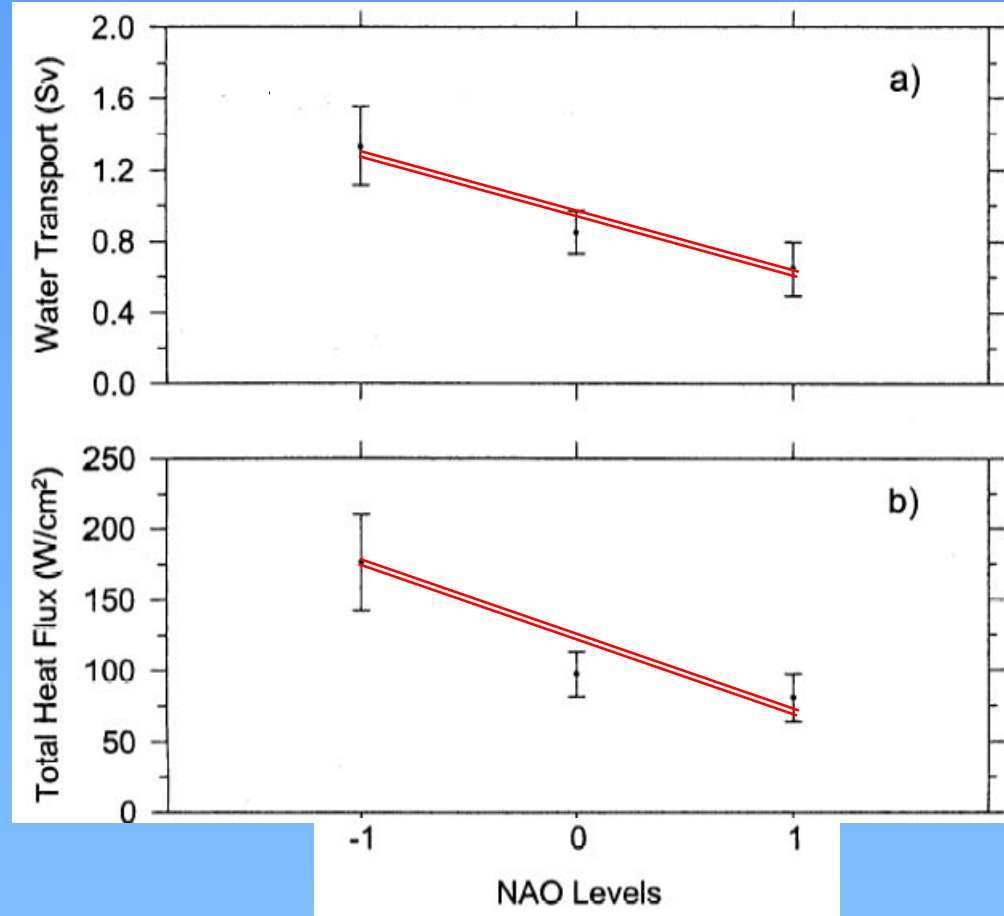 a)
Water Transport (Sv)
2.0
1.6
1.2
0.8
0.4
0.0
b)
Total Heat Flux (W/cm²)
250
200
150
100
50
0
-1 0 1
NAO Levels